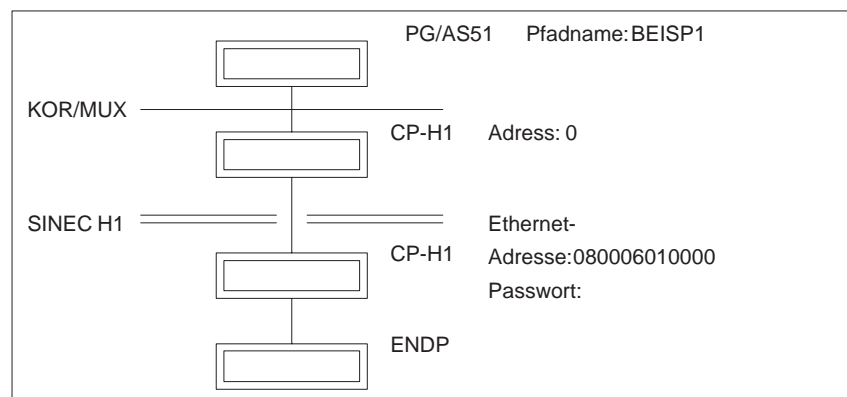 PG/AS51 Pfadname:BEISP1
KOR/MUX
CP-H1 Adress: 0
SINEC H1
Ethernet-
CP-H1 Adresse:080006010000
Passwort:
ENDP